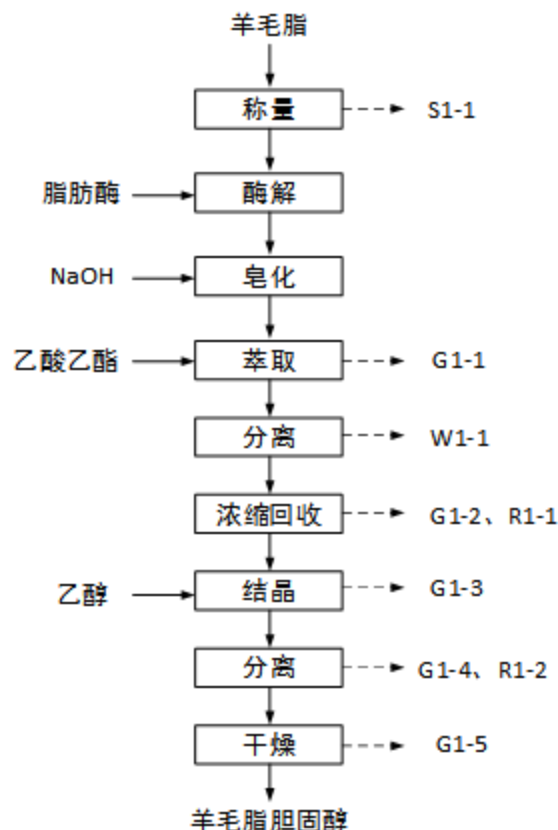 羊毛脂
称量
S1-1
脂肪酶
酶解
NaOH
皂化
乙酸乙酯
萃取
G1-1
分离
W1-1
浓缩回收
G1-2、R1-1
乙醇
结晶
G1-3
分离
G1-4、R1-2
干燥
G1-5
羊毛脂胆固醇